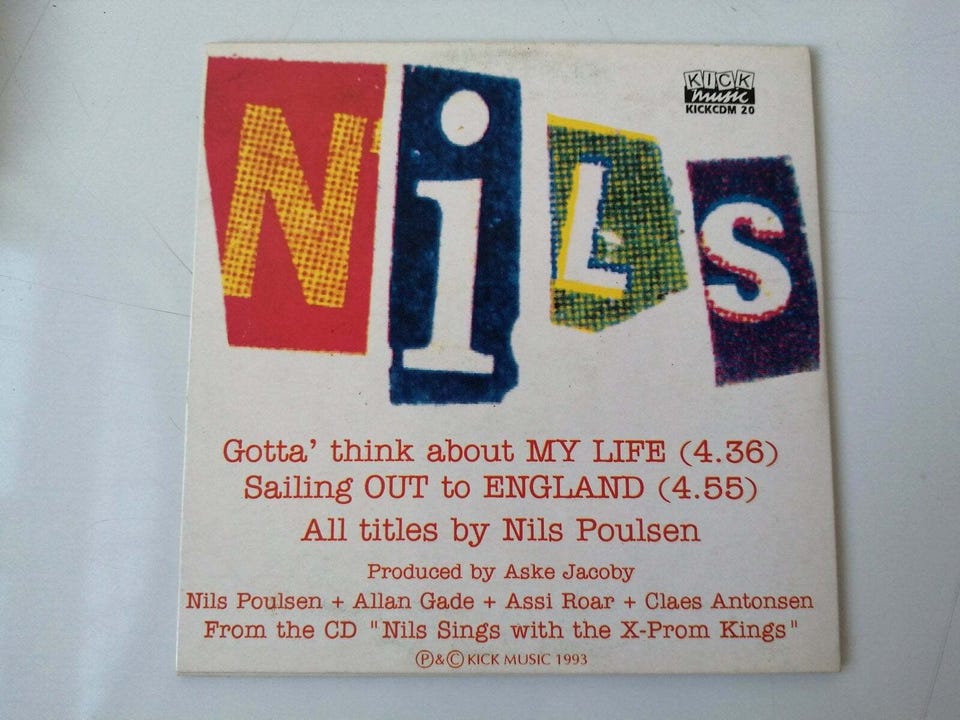 NiLS
KICK
music
KICKCDM 20
Gotta' think about MY LIFE (4.36)
Sailing OUT to ENGLAND (4.55)
All titles by Nils Poulsen
Produced by Aske Jacoby
Nils Poulsen + Allan Gade + Assi Roar + Claes Antonsen
From the CD "Nils Sings with the X-Prom Kings"
Ⓟ&© KICK MUSIC 1993